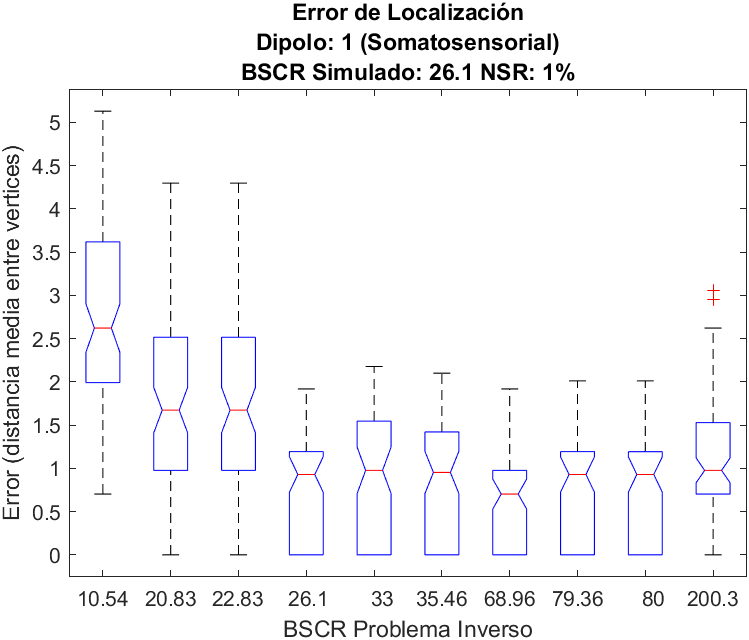 Error de Localización
Dipolo: 1 (Somatosensorial)
BSCR Simulado: 26.1 NSR: 1%
Error (distancia media entre vertices)
5
4.5
4
3.5
3
2.5
2
1.5
1
0.5
0
10.54 20.83 22.83 26.1 33 35.46 68.96 79.36 80 200.3
BSCR Problema Inverso